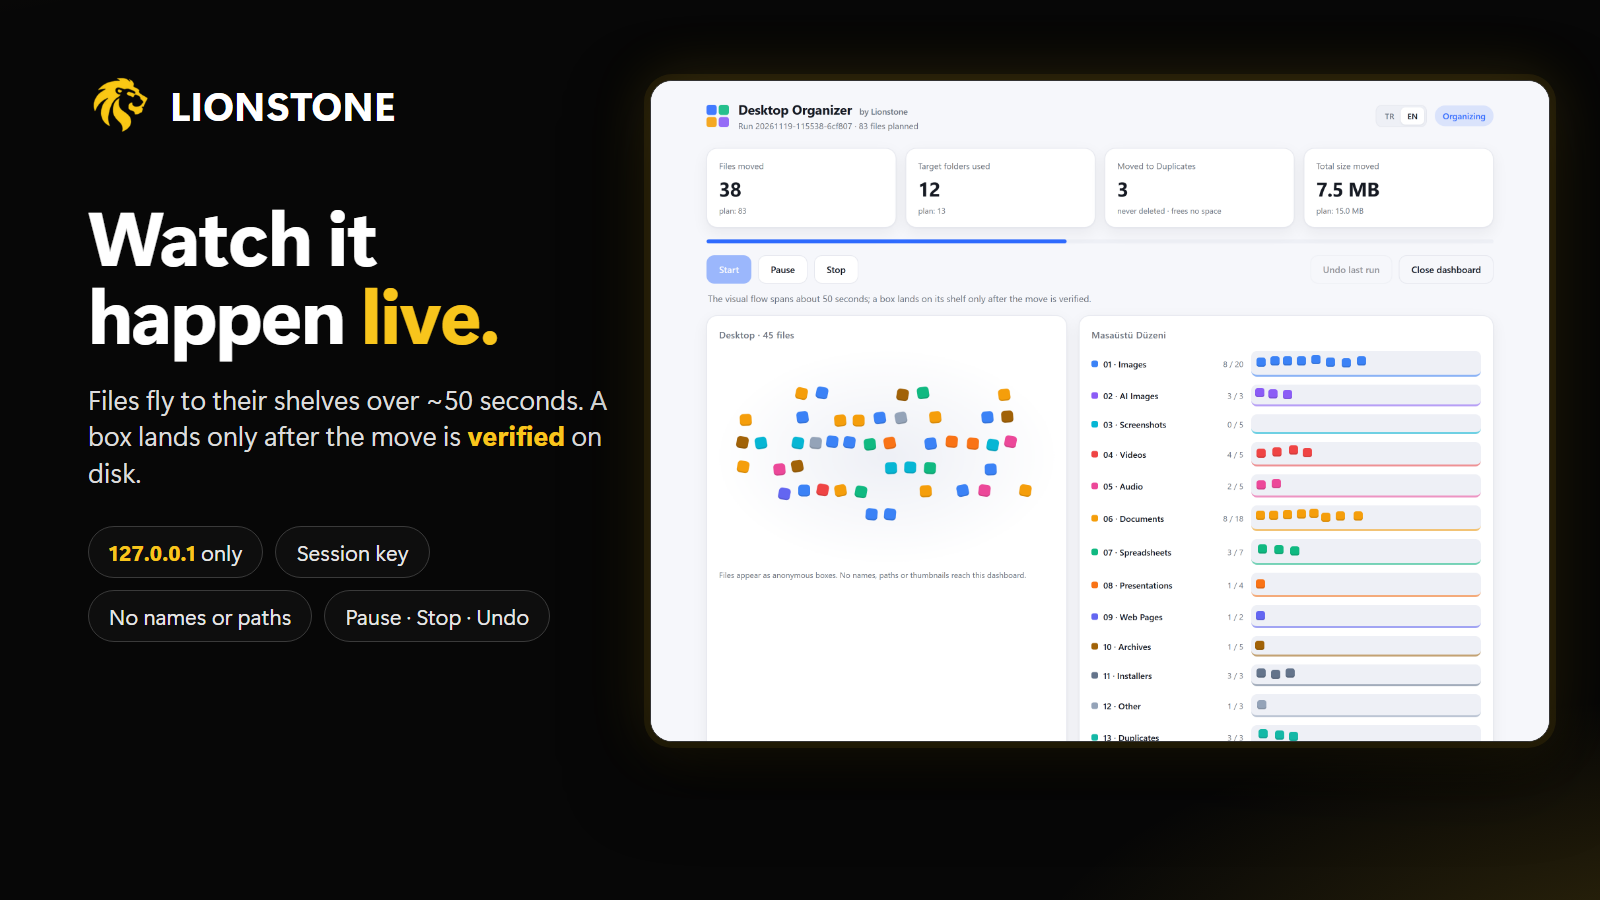 LIONSTONE
Watch it
happen live.
Files fly to their shelves over ~50 seconds. A
box lands only after the move is verified on
disk.
127.0.0.1 only
Session key
No names or paths
Pause · Stop · Undo
Desktop Organizer by Lionstone
Run 20261119-115538-6cf807 · 83 files planned
TR
EN
Organizing
Files moved
38
plan: 83
Target folders used
12
plan: 13
Moved to Duplicates
3
never deleted · frees no space
Total size moved
7.5 MB
plan: 15.0 MB
Start
Pause
Stop
Undo last run
Close dashboard
The visual flow spans about 50 seconds; a box lands on its shelf only after the move is verified.
Desktop · 45 files
Files appear as anonymous boxes. No names, paths or thumbnails reach this dashboard.
Masaüstü Düzeni
01 · Images 8 / 20
02 · AI Images 3 / 3
03 · Screenshots 0 / 5
04 · Videos 4 / 5
05 · Audio 2 / 5
06 · Documents 8 / 18
07 · Spreadsheets 3 / 7
08 · Presentations 1 / 4
09 · Web Pages 1 / 2
10 · Archives 1 / 5
11 · Installers 3 / 3
12 · Other 1 / 3
13 · Duplicates 3 / 3